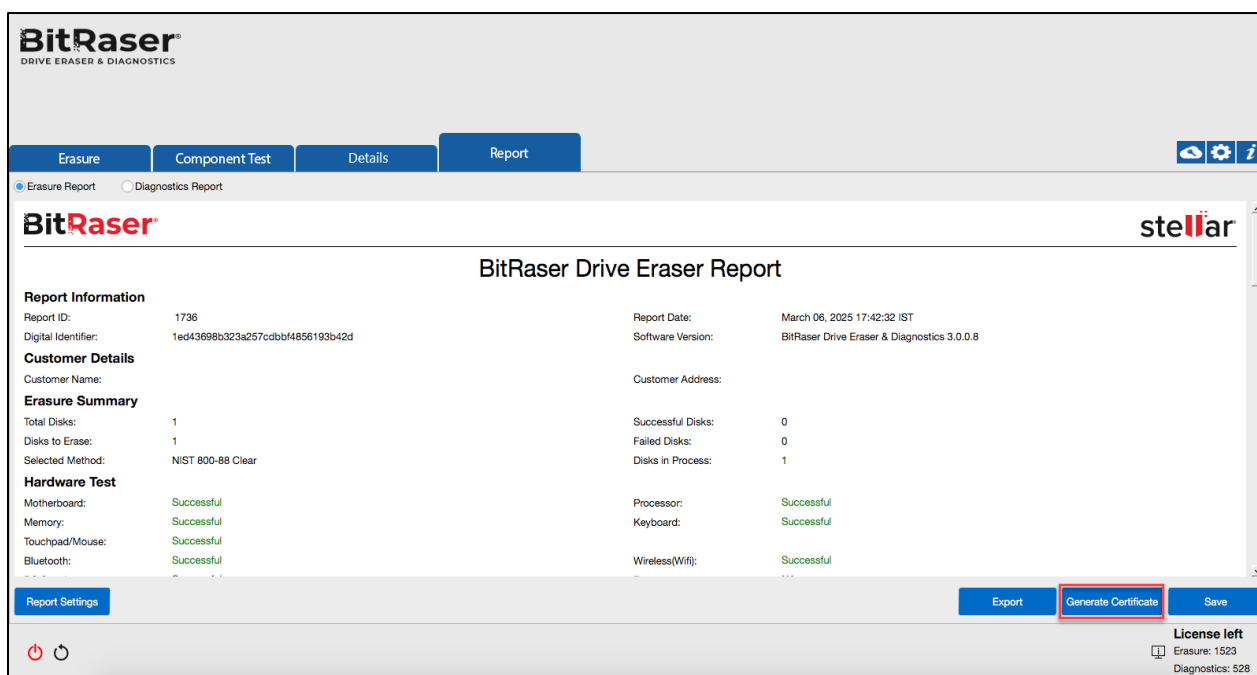 BitRaser®
DRIVE ERASER & DIAGNOSTICS
Erasure Component Test Details Report
Erasure Report Diagnostics Report
BitRaser® stellar
BitRaser Drive Eraser Report
Report Information
Report ID: 1736 Report Date: March 06, 2025 17:42:32 IST
Digital Identifier: 1ed43698b323a257cdbbf4856193b42d Software Version: BitRaser Drive Eraser & Diagnostics 3.0.0.8
Customer Details
Customer Name: Customer Address:
Erasure Summary
Total Disks: 1 Successful Disks: 0
Disks to Erase: 1 Failed Disks: 0
Selected Method: NIST 800-88 Clear Disks in Process: 1
Hardware Test
Motherboard: Successful Processor: Successful
Memory: Successful Keyboard: Successful
Touchpad/Mouse: Successful
Bluetooth: Successful Wireless(Wifi): Successful
Report Settings Export Generate Certificate Save
License left
Erasure: 1523
Diagnostics: 528